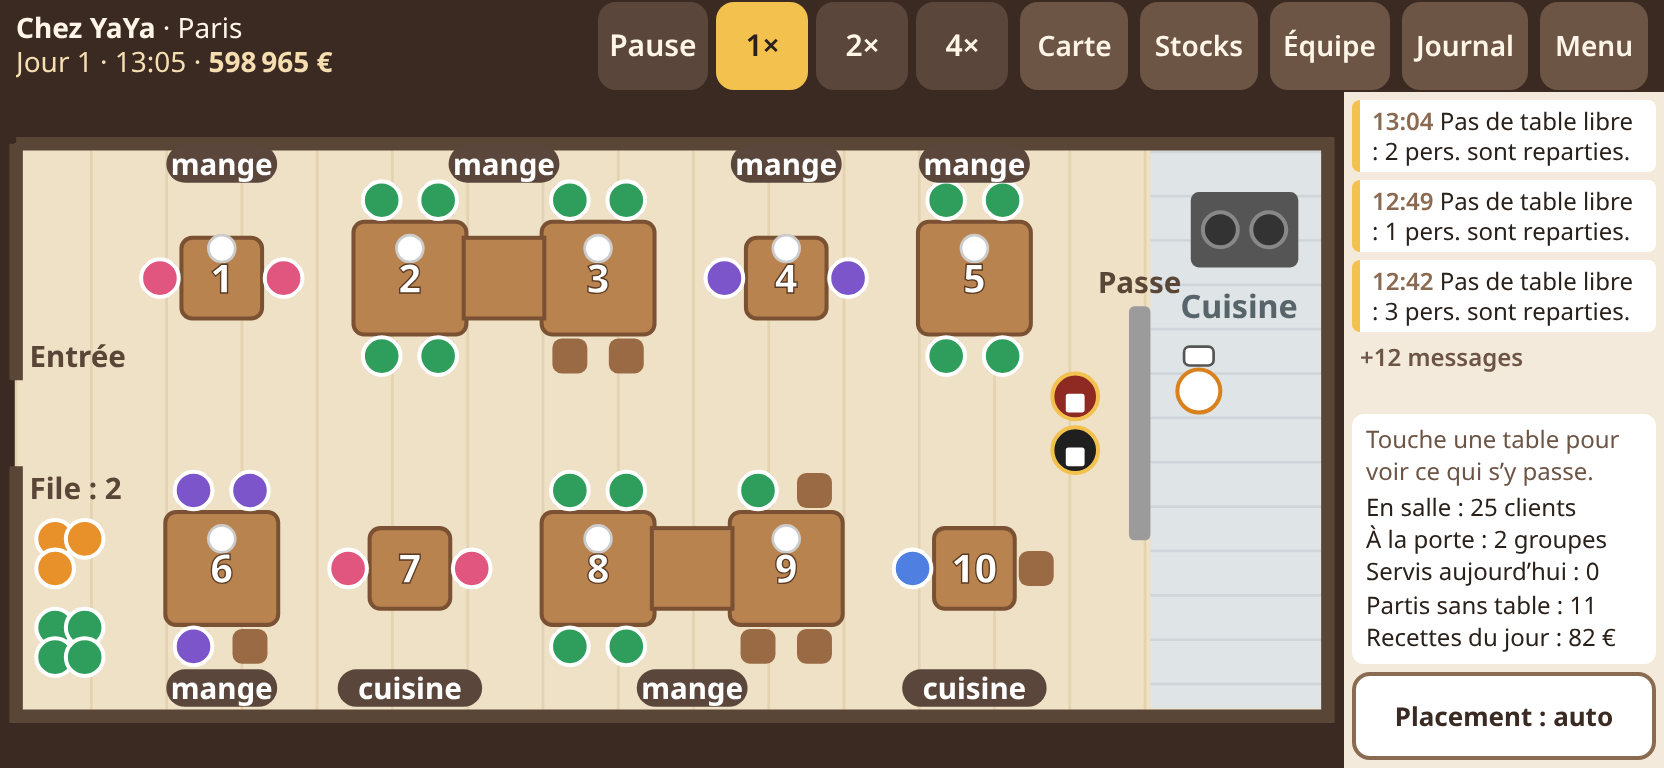 Chez YaYa · Paris
Jour 1 · 13:05 · 598 965 €
Pause
1×
2×
4×
Carte
Stocks
Équipe
Journal
Menu
mange
mange
mange
mange
1
2
3
4
5
Passe
Cuisine
Entrée
File : 2
6
7
8
9
10
mange
cuisine
mange
cuisine
13:04 Pas de table libre
: 2 pers. sont reparties.
12:49 Pas de table libre
: 1 pers. sont reparties.
12:42 Pas de table libre
: 3 pers. sont reparties.
+12 messages
Touche une table pour
voir ce qui s’y passe.
En salle : 25 clients
À la porte : 2 groupes
Servis aujourd’hui : 0
Partis sans table : 11
Recettes du jour : 82 €
Placement : auto